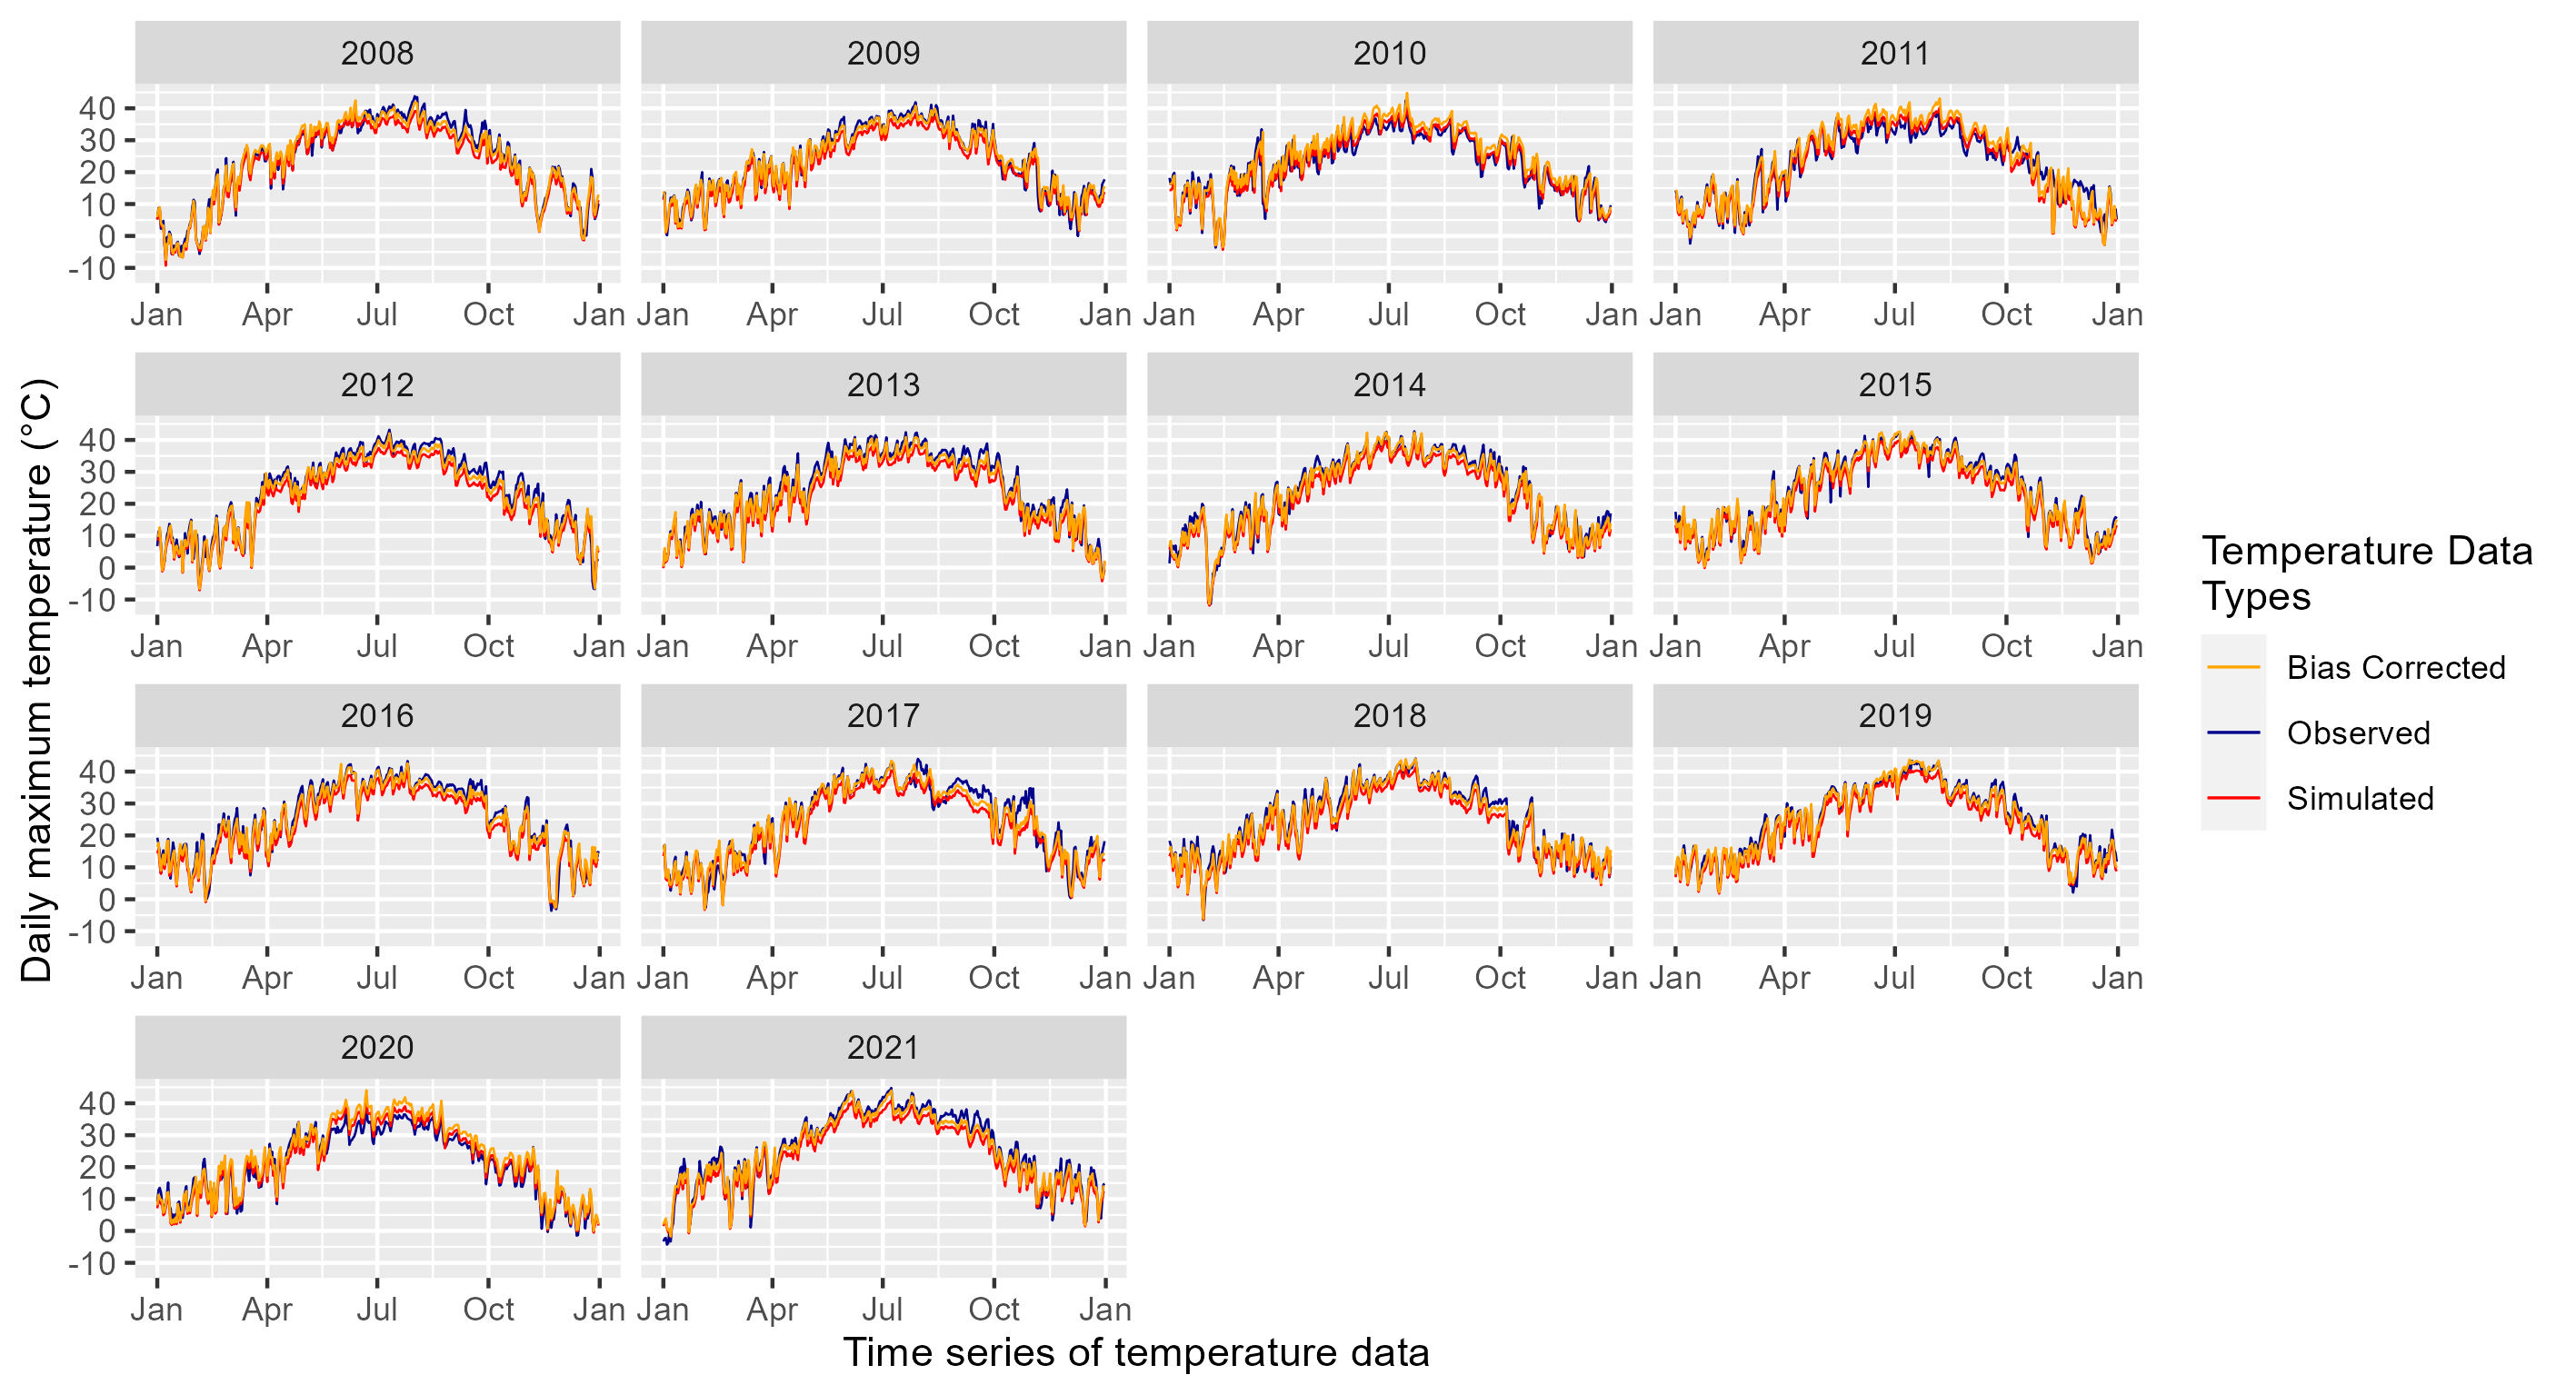 2008 2009 2010 2011
40
30
20
10
0
-10
Jan Apr Jul Oct Jan Jan Apr Jul Oct Jan Jan Apr Jul Oct Jan Jan Apr Jul Oct Jan
2012 2013 2014 2015
40
30
20
10
0
-10
Jan Apr Jul Oct Jan Jan Apr Jul Oct Jan Jan Apr Jul Oct Jan Jan Apr Jul Oct Jan
2016 2017 2018 2019
40
30
20
10
0
-10
Jan Apr Jul Oct Jan Jan Apr Jul Oct Jan Jan Apr Jul Oct Jan Jan Apr Jul Oct Jan
2020 2021
40
30
20
10
0
-10
Jan Apr Jul Oct Jan Jan Apr Jul Oct Jan
Daily maximum temperature (°C)
Time series of temperature data
Temperature Data
Types
Bias Corrected
Observed
Simulated